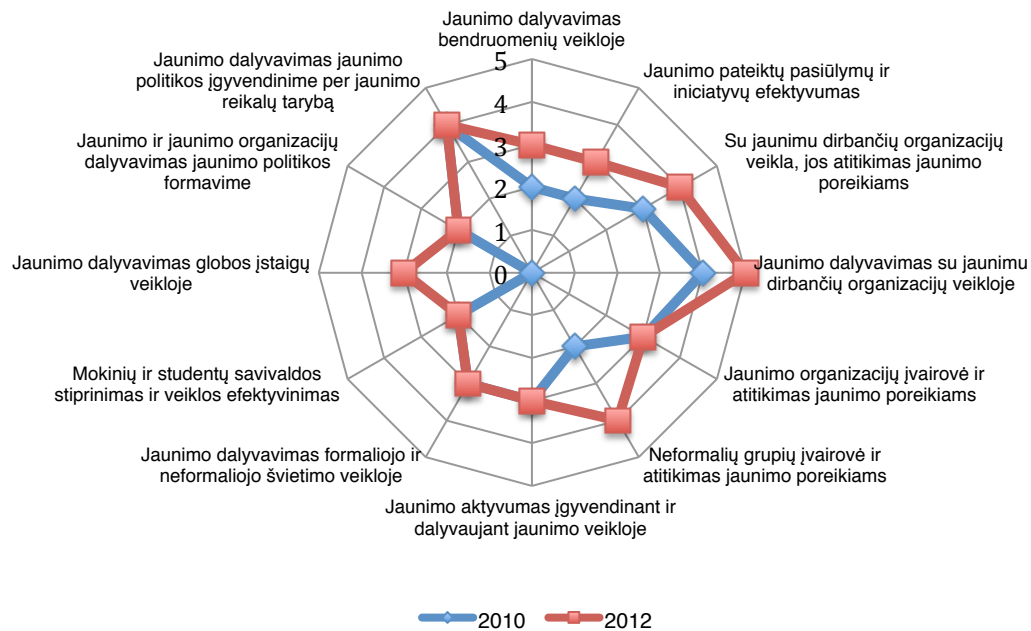 Jaunimo dalyvavimas
bendruomenių veikloje
Jaunimo pateiktų pasiūlymų ir
iniciatyvų efektyvumas
Su jaunimu dirbančių organizacijų
veikla, jos atitikimas jaunimo
poreikiams
Jaunimo dalyvavimas su jaunimu
dirbančių organizacijų veikloje
Jaunimo organizacijų įvairovė ir
atitikimas jaunimo poreikiams
Neformalių grupių įvairovė ir
atitikimas jaunimo poreikiams
Jaunimo aktyvumas įgyvendinant ir
dalyvaujant jaunimo veikloje
Jaunimo dalyvavimas formaliojo ir
neformaliojo švietimo veikloje
Mokinių ir studentų savivaldos
stiprinimas ir veiklos efektyvinimas
Jaunimo dalyvavimas globos įstaigų
veikloje
Jaunimo ir jaunimo organizacijų
dalyvavimas jaunimo politikos
formavime
Jaunimo dalyvavimas jaunimo
politikos įgyvendinime per jaunimo
reikalų tarybą
5
4
3
2
1
0
2010 2012